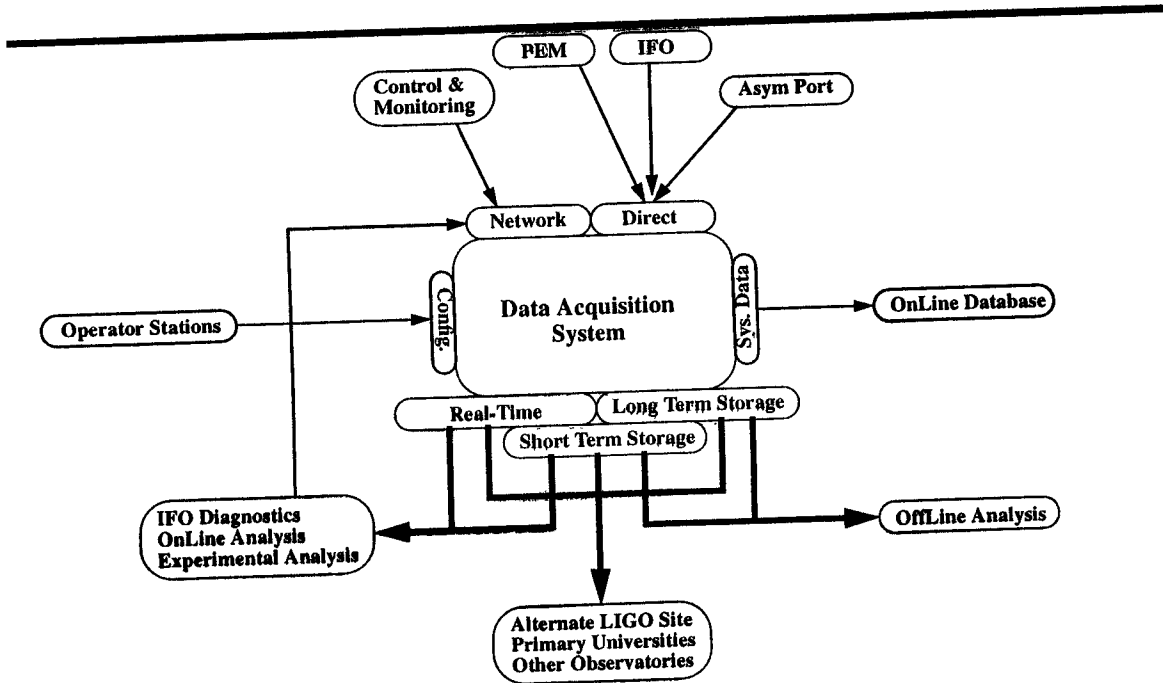 PEM
IFO
Control &
Monitoring
Asym Port
Network
Direct
Operator Stations
Config.
Data Acquisition
System
Sys. Data
OnLine Database
Real-Time
Long Term Storage
Short Term Storage
IFO Diagnostics
OnLine Analysis
Experimental Analysis
OffLine Analysis
Alternate LIGO Site
Primary Universities
Other Observatories